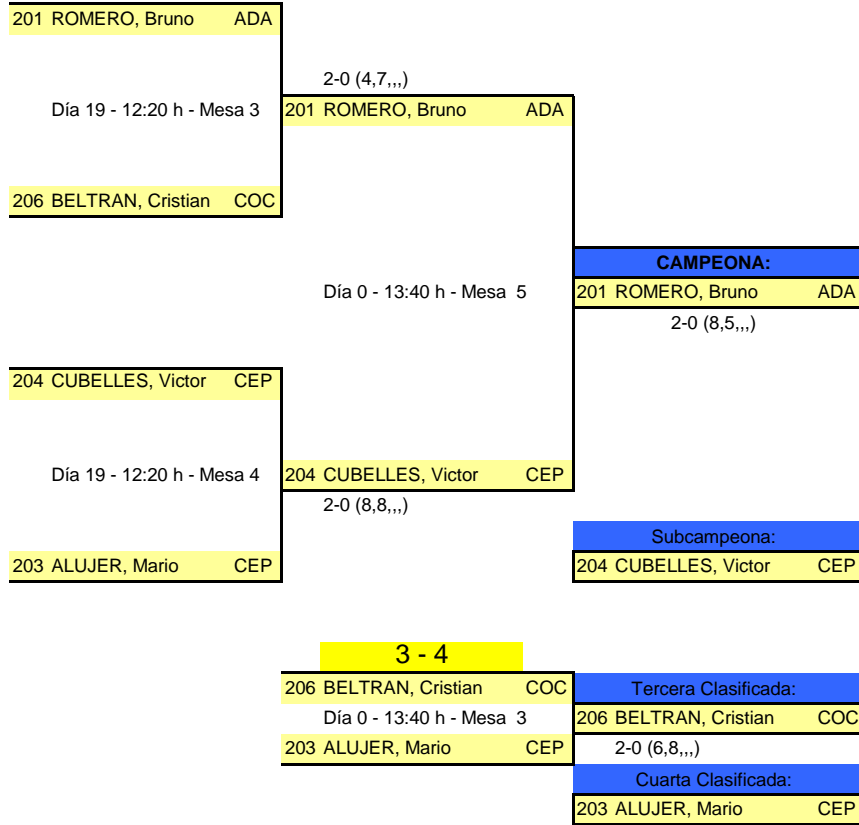 201 ROMERO, Bruno ADA
2-0 (4,7,,,)
Día 19 - 12:20 h - Mesa 3
201 ROMERO, Bruno ADA
206 BELTRAN, Cristian COC
CAMPEONA:
Día 0 - 13:40 h - Mesa 5
201 ROMERO, Bruno ADA
2-0 (8,5,,,)
204 CUBELLES, Victor CEP
Día 19 - 12:20 h - Mesa 4
204 CUBELLES, Victor CEP
2-0 (8,8,,,)
Subcampeona:
203 ALUJER, Mario CEP
204 CUBELLES, Victor CEP
3 - 4
206 BELTRAN, Cristian COC
Tercera Clasificada:
Día 0 - 13:40 h - Mesa 3
206 BELTRAN, Cristian COC
203 ALUJER, Mario CEP
2-0 (6,8,,,)
Cuarta Clasificada:
203 ALUJER, Mario CEP